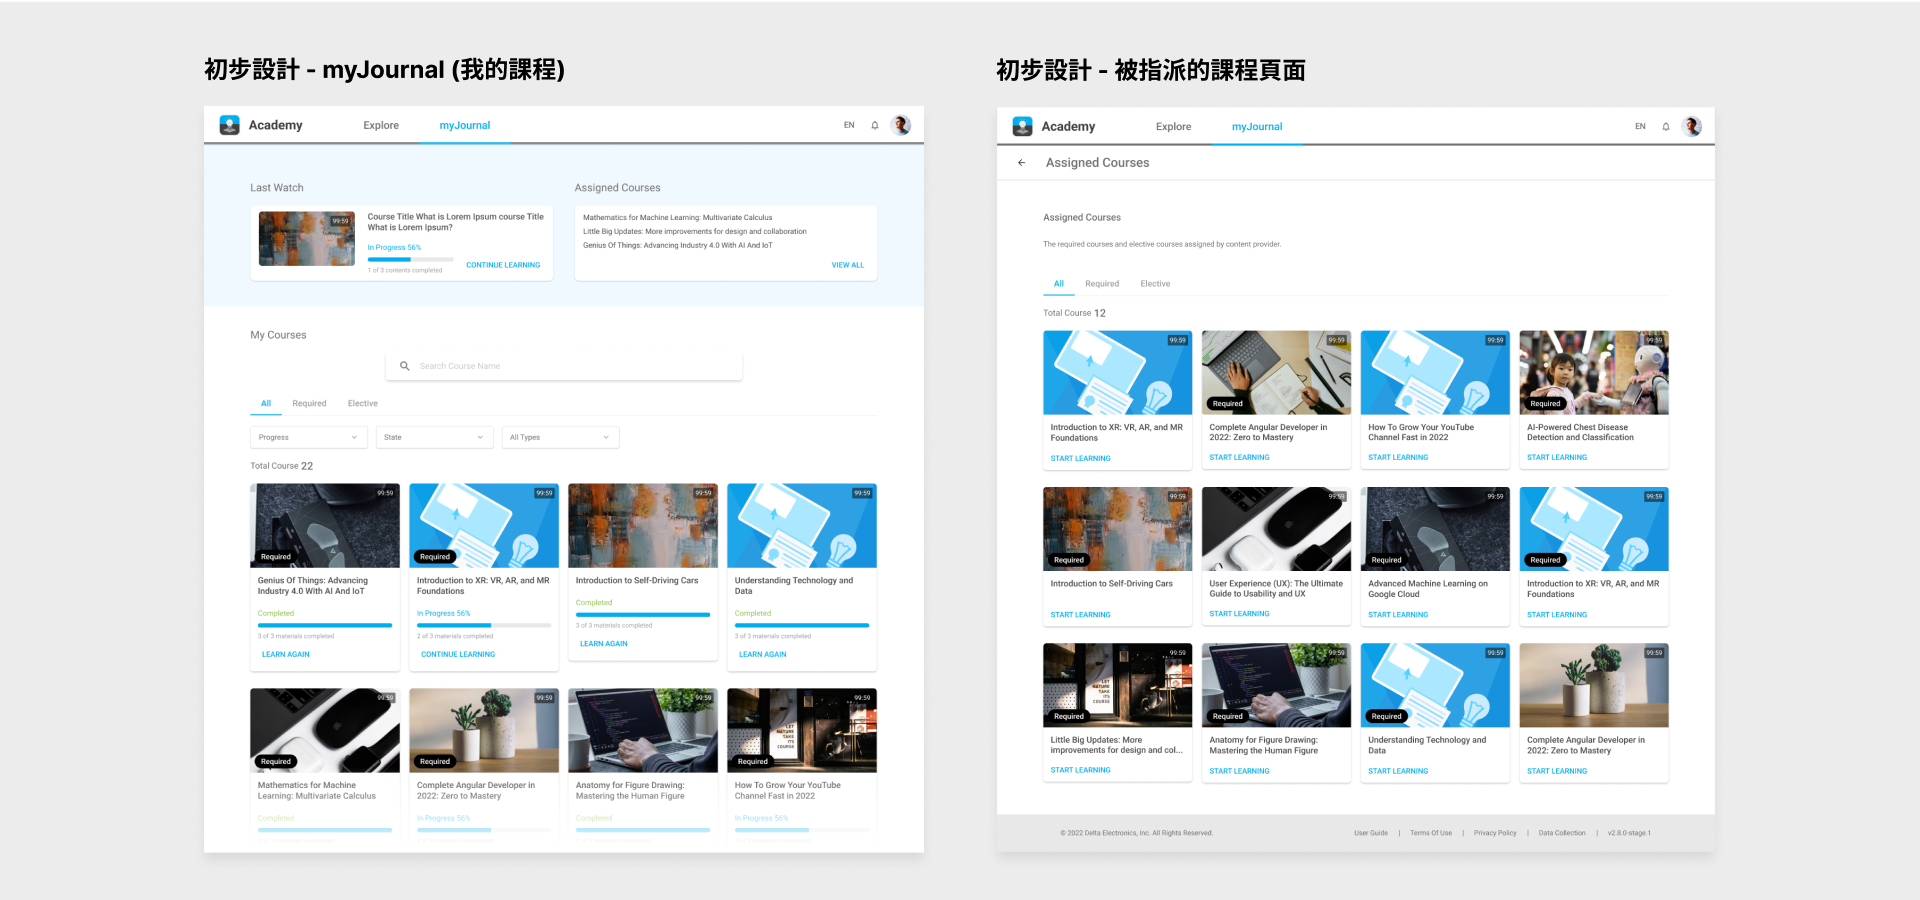 初步設計 - myJournal (我的課程)
Academy
Explore
myJournal
EN
Last Watch
99:59
Course Title What is Lorem Ipsum course Title
What is Lorem Ipsum?
In Progress 56%
1 of 3 contents completed
CONTINUE LEARNING
Assigned Courses
Mathematics for Machine Learning: Multivariate Calculus
Little Big Updates: More improvements for design and collaboration
Genius Of Things: Advancing Industry 4.0 With AI And IoT
VIEW ALL
My Courses
Search Course Name
All
Required
Elective
Progress
State
All Types
Total Course 22
99:59
Required
Genius Of Things: Advancing
Industry 4.0 With AI And IoT
Completed
3 of 3 materials completed
LEARN AGAIN
99:59
Required
Introduction to XR: VR, AR, and MR
Foundations
In Progress 56%
2 of 3 materials completed
CONTINUE LEARNING
99:59
Introduction to Self-Driving Cars
Completed
3 of 3 materials completed
LEARN AGAIN
99:59
Understanding Technology and
Data
Completed
3 of 3 materials completed
LEARN AGAIN
99:59
Required
Mathematics for Machine
Learning: Multivariate Calculus
Completed
99:59
Required
Complete Angular Developer in
2022: Zero to Mastery
In Progress 56%
99:59
Anatomy for Figure Drawing:
Mastering the Human Figure
Completed
99:59
LET
NATURE
TAKE
ITS
COURSE
Required
How To Grow Your YouTube
Channel Fast in 2022
In Progress 56%
初步設計 - 被指派的課程頁面
Academy
Explore
myJournal
EN
Assigned Courses
Assigned Courses
The required courses and elective courses assigned by content provider.
All
Required
Elective
Total Course 12
99:59
Introduction to XR: VR, AR, and MR
Foundations
START LEARNING
99:59
Required
Complete Angular Developer in
2022: Zero to Mastery
START LEARNING
99:59
How To Grow Your YouTube
Channel Fast in 2022
START LEARNING
99:59
Required
AI-Powered Chest Disease
Detection and Classification
START LEARNING
99:59
Required
Introduction to Self-Driving Cars
START LEARNING
99:59
User Experience (UX): The Ultimate
Guide to Usability and UX
START LEARNING
99:59
Required
Advanced Machine Learning on
Google Cloud
START LEARNING
99:59
Required
Introduction to XR: VR, AR, and MR
Foundations
START LEARNING
99:59
LET
NATURE
TAKE
ITS
COURSE
Required
Little Big Updates: More
improvements for design and col...
START LEARNING
99:59
Required
Anatomy for Figure Drawing:
Mastering the Human Figure
START LEARNING
99:59
Required
Understanding Technology and
Data
START LEARNING
99:59
Complete Angular Developer in
2022: Zero to Mastery
START LEARNING
© 2022 Delta Electronics, Inc. All Rights Reserved.
User Guide | Terms Of Use | Privacy Policy | Data Collection | v2.8.0-stage.1